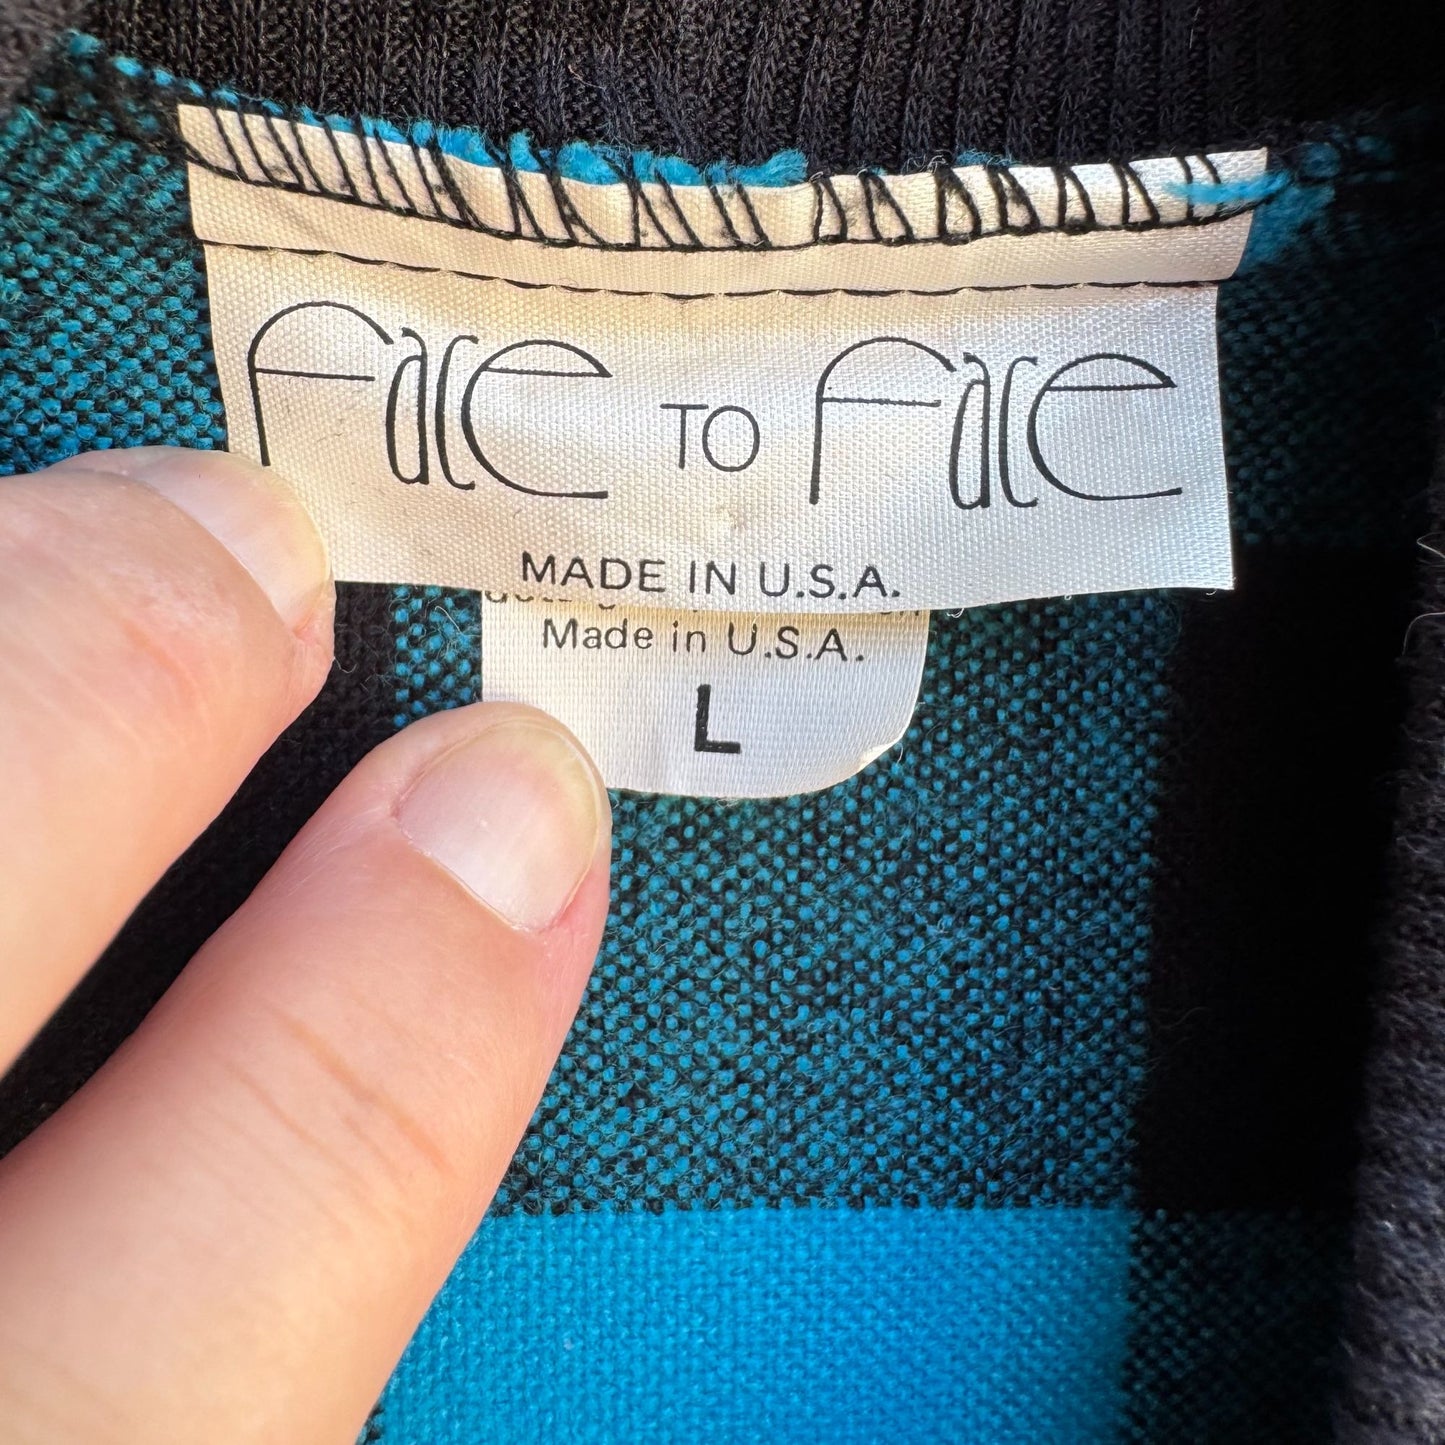 Face TO Face
MADE IN U.S.A.
Made in U.S.A.
L